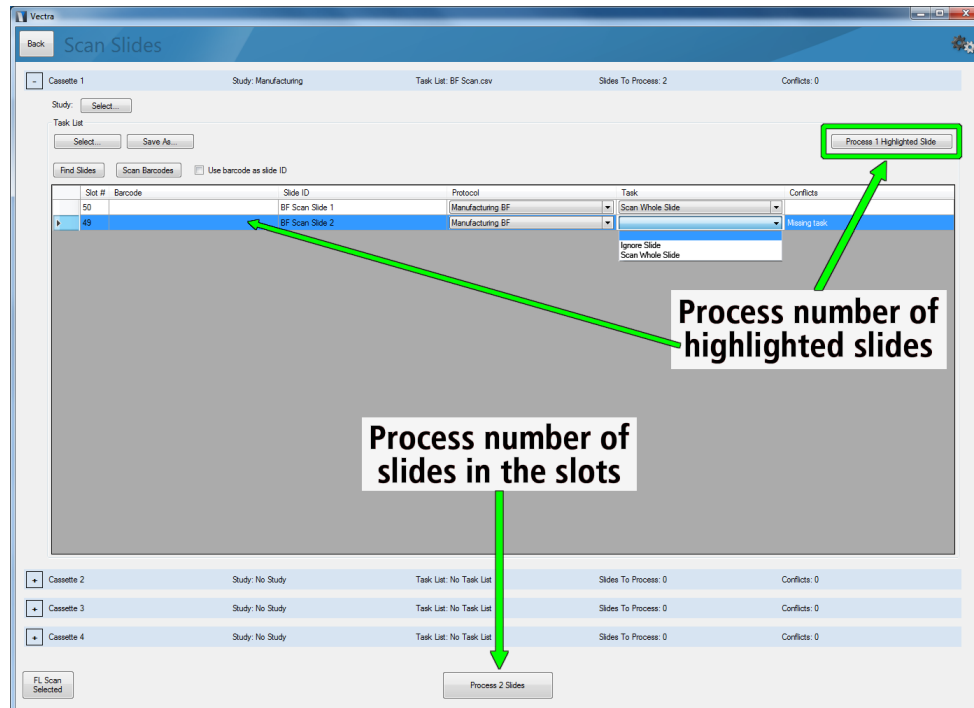 Vectra
Back
Scan Slides
- Cassette 1 Study: Manufacturing Task List: BF Scan.csv Slides To Process: 2 Conflicts: 0
Study: Select...
Task List
Select... Save As... Process 1 Highlighted Slide
Find Slides Scan Barcodes Use barcode as slide ID
Slot # Barcode Slide ID Protocol Task Conflicts
50 BF Scan Slide 1 Manufacturing BF Scan Whole Slide
49 BF Scan Slide 2 Manufacturing BF Missing task
Ignore Slide
Scan Whole Slide
Process number of
highlighted slides
Process number of
slides in the slots
+ Cassette 2 Study: No Study Task List: No Task List Slides To Process: 0 Conflicts: 0
+ Cassette 3 Study: No Study Task List: No Task List Slides To Process: 0 Conflicts: 0
+ Cassette 4 Study: No Study Task List: No Task List Slides To Process: 0 Conflicts: 0
FL Scan
Selected
Process 2 Slides